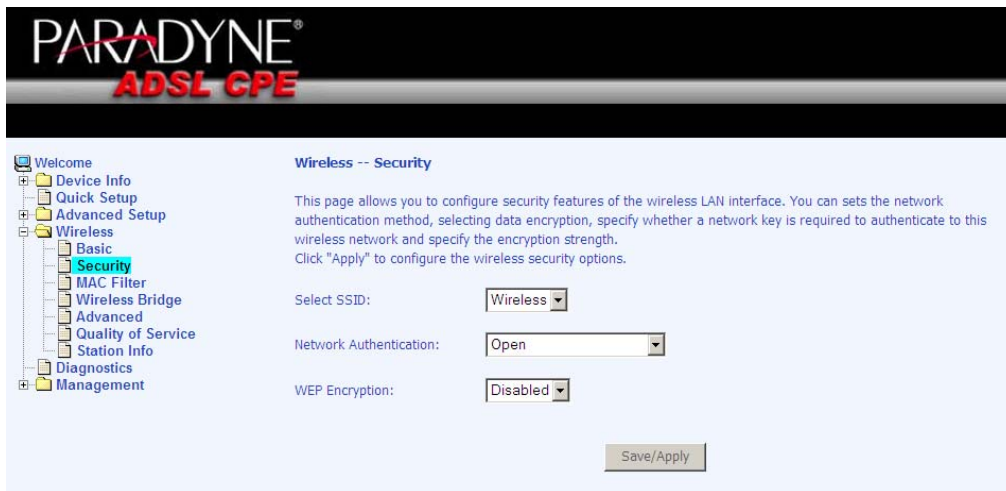 PARADYNE®
ADSL CPE
Welcome
Device Info
Quick Setup
Advanced Setup
Wireless
Basic
Security
MAC Filter
Wireless Bridge
Advanced
Quality of Service
Station Info
Diagnostics
Management
Wireless -- Security
This page allows you to configure security features of the wireless LAN interface. You can sets the network
authentication method, selecting data encryption, specify whether a network key is required to authenticate to this
wireless network and specify the encryption strength.
Click "Apply" to configure the wireless security options.
Select SSID: Wireless
Network Authentication: Open
WEP Encryption: Disabled
Save/Apply